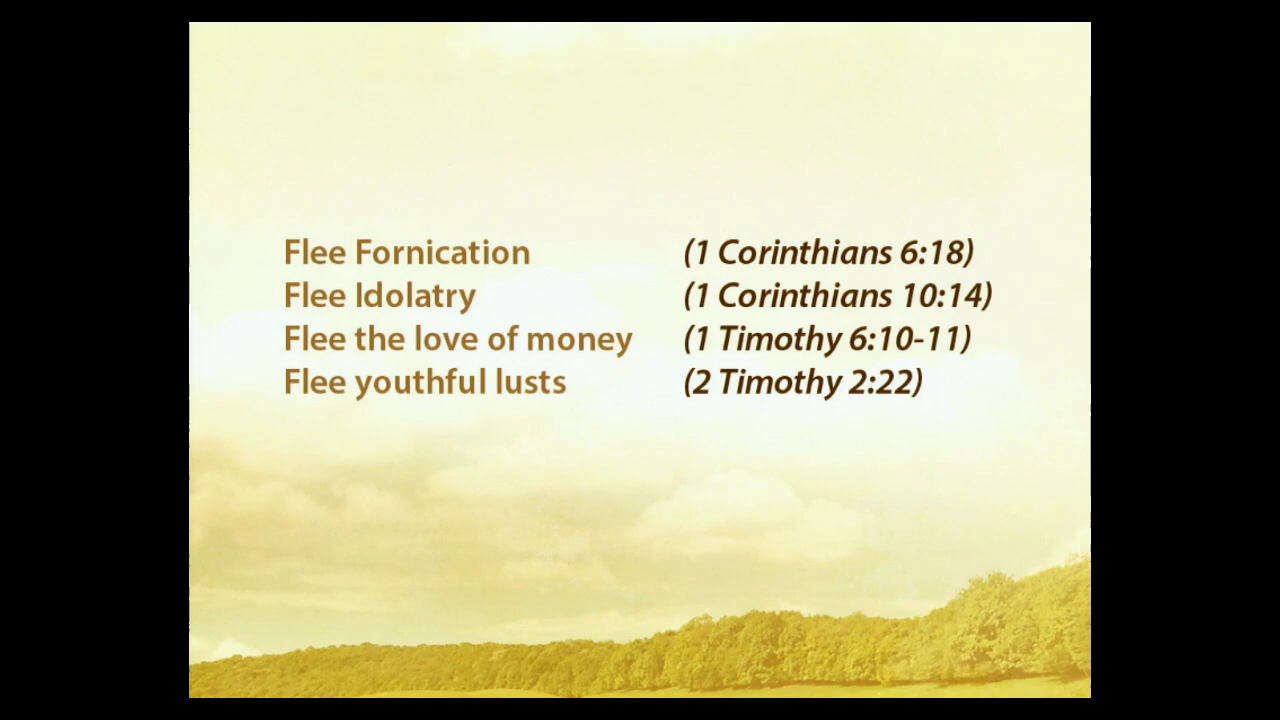 Flee Fornication (1 Corinthians 6:18)
Flee Idolatry (1 Corinthians 10:14)
Flee the love of money (1 Timothy 6:10-11)
Flee youthful lusts (2 Timothy 2:22)